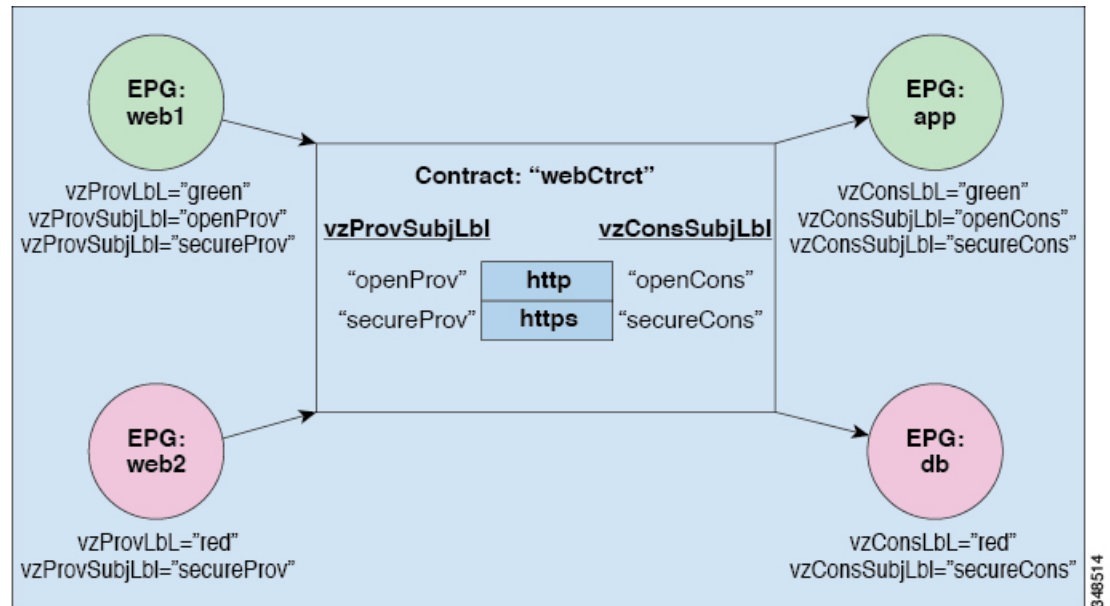 EPG:
web1
vzProvLbL="green"
vzProvSubjLbl="openProv"
vzProvSubjLbl="secureProv"
EPG:
app
vzConsLbL="green"
vzConsSubjLbl="openCons"
vzConsSubjLbl="secureCons"
Contract: “webCtrct”
vzProvSubjLbl vzConsSubjLbl
“openProv” http “openCons”
“secureProv” https “secureCons”
EPG:
web2
vzProvLbL="red"
vzProvSubjLbl="secureProv"
EPG:
db
vzConsLbL="red"
vzConsSubjLbl="secureCons"
348514